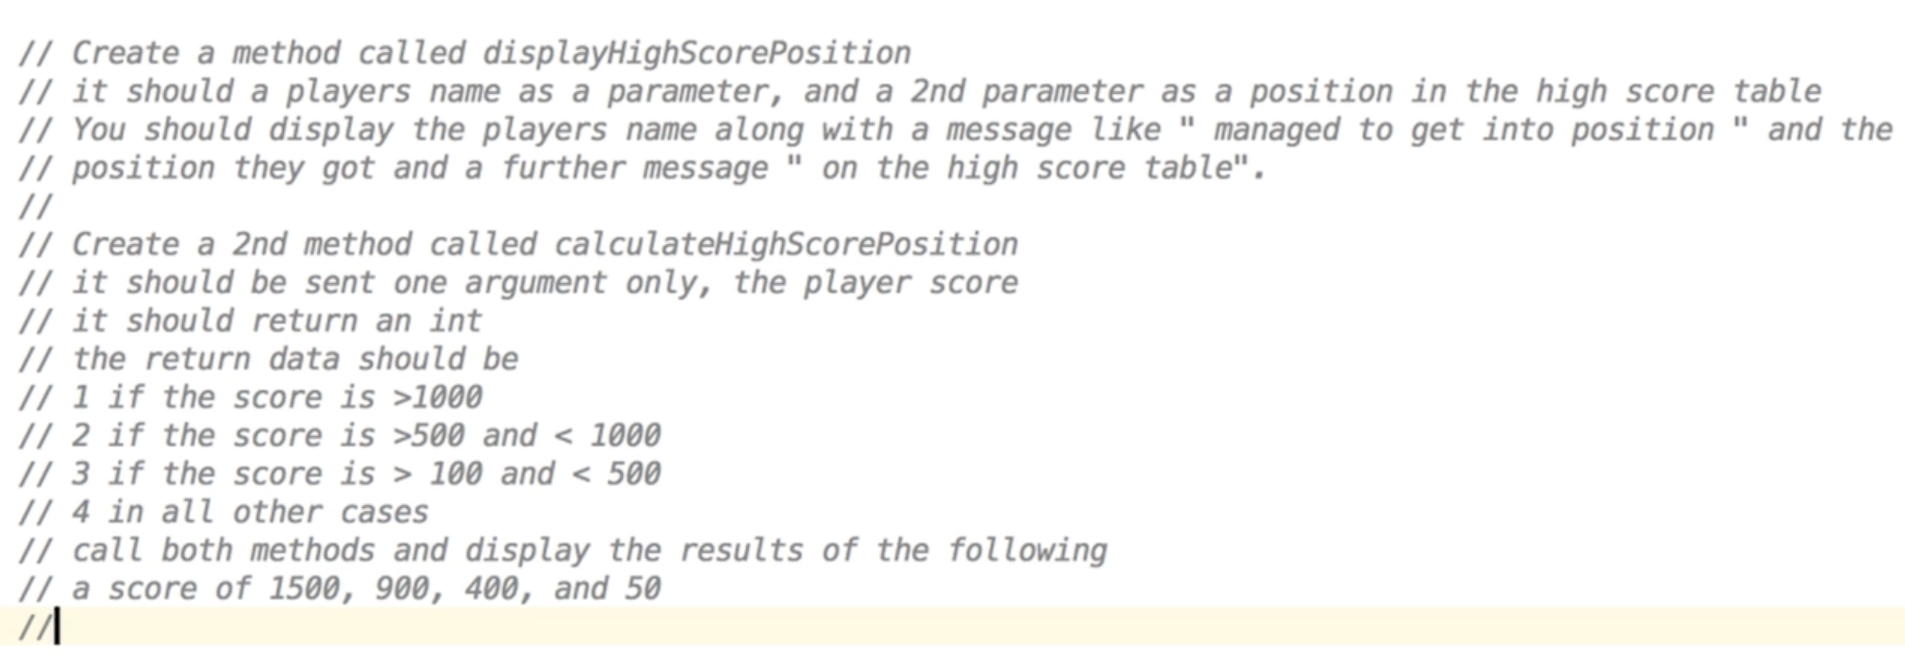 // Create a method called displayHighScorePosition
// it should a players name as a parameter, and a 2nd parameter as a position in the high score table
// You should display the players name along with a message like " managed to get into position " and the
// position they got and a further message " on the high score table".
//
// Create a 2nd method called calculateHighScorePosition
// it should be sent one argument only, the player score
// it should return an int
// the return data should be
// 1 if the score is >1000
// 2 if the score is >500 and < 1000
// 3 if the score is > 100 and < 500
// 4 in all other cases
// call both methods and display the results of the following
// a score of 1500, 900, 400, and 50
//